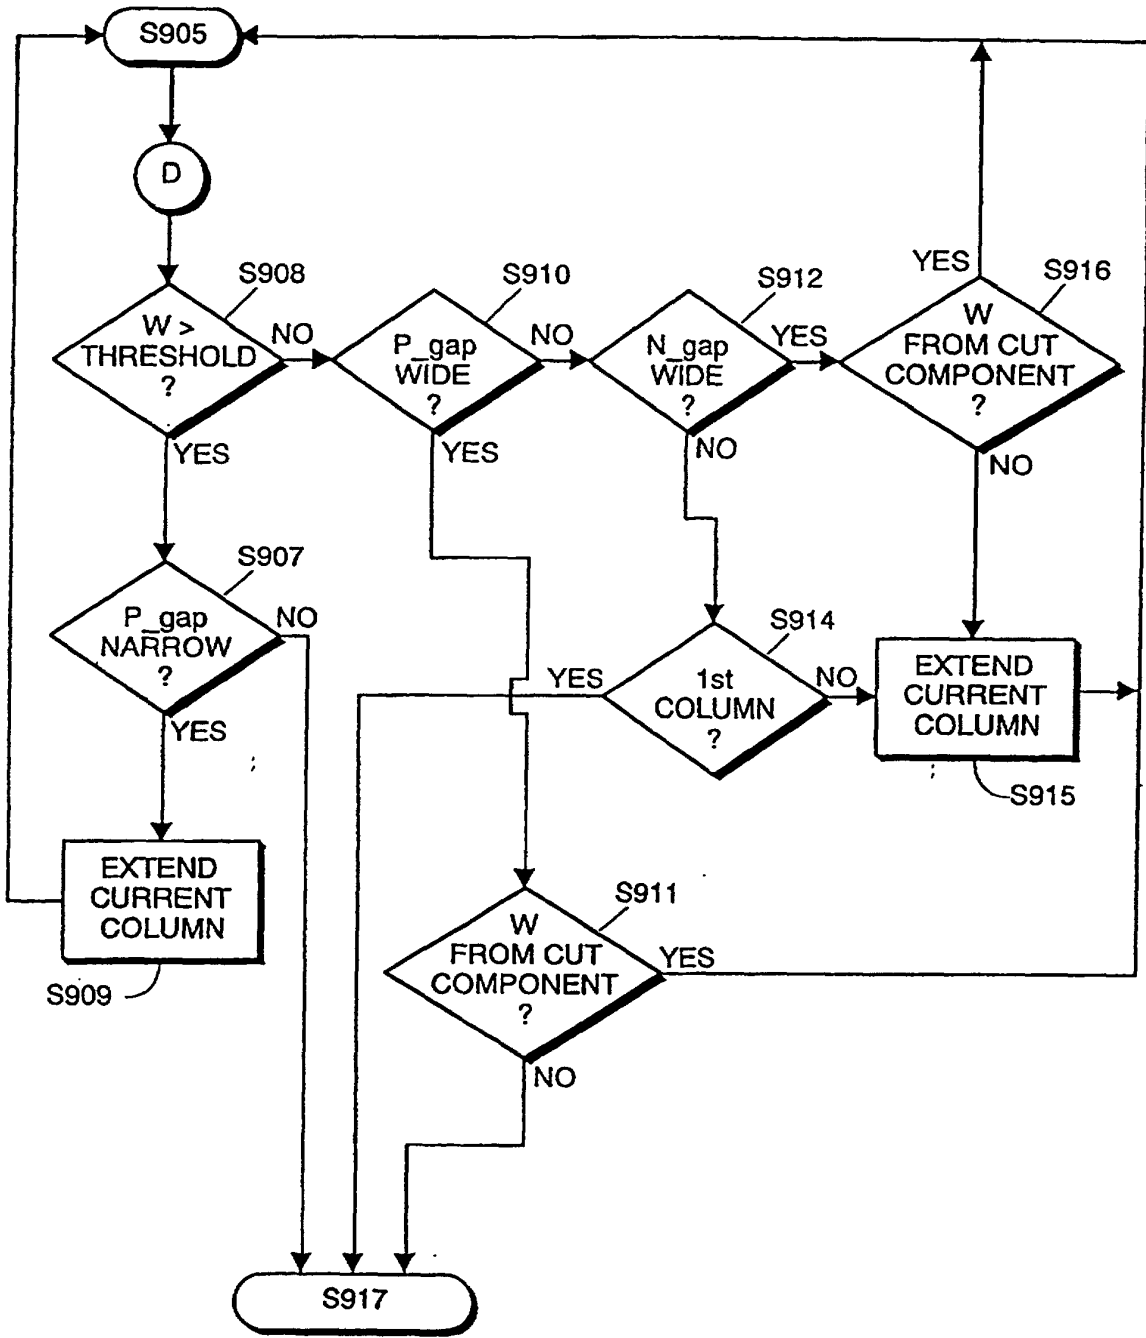 S905
D
S908
W >
THRESHOLD
?
NO
YES
S910
P_gap
WIDE
?
NO
YES
S912
N_gap
WIDE
?
YES
NO
S916
W
FROM CUT
COMPONENT
?
YES
NO
S907
P_gap
NARROW
?
NO
YES
S914
1st
COLUMN
?
YES
NO
EXTEND
CURRENT
COLUMN
S915
EXTEND
CURRENT
COLUMN
S909
S911
W
FROM CUT
COMPONENT
?
YES
NO
S917